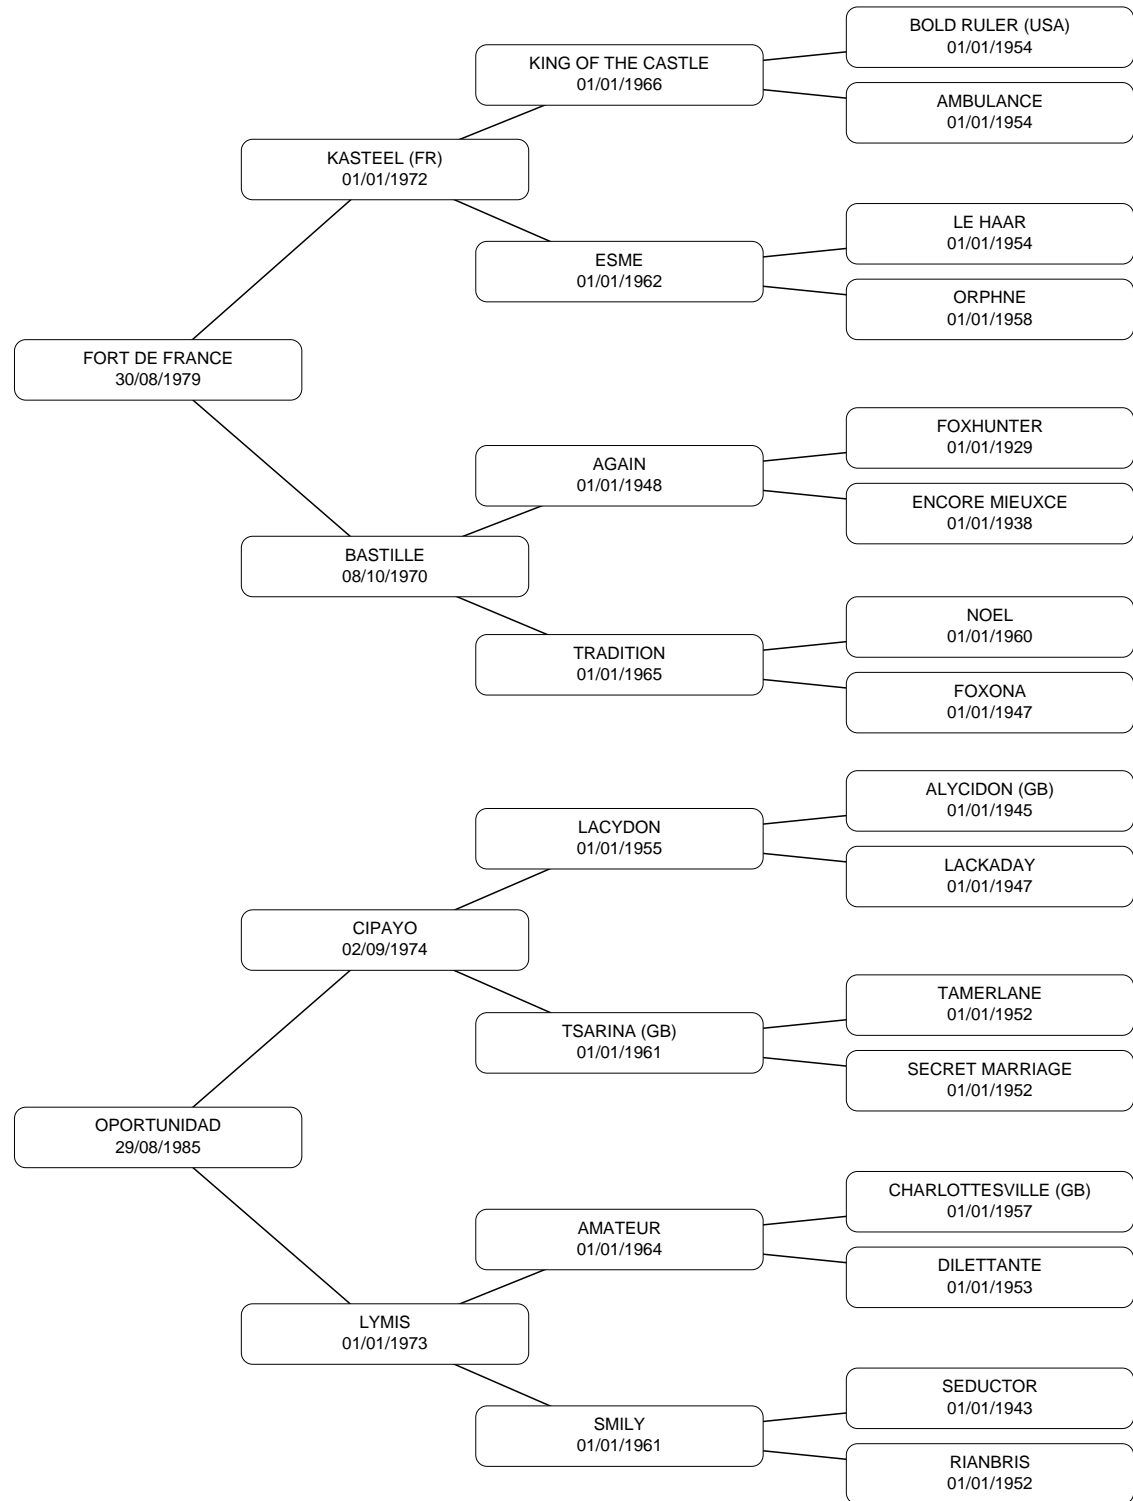 BOLD RULER (USA)
01/01/1954
KING OF THE CASTLE
01/01/1966
AMBULANCE
01/01/1954
KASTEEL (FR)
01/01/1972
LE HAAR
01/01/1954
ESME
01/01/1962
ORPHNE
01/01/1958
FORT DE FRANCE
30/08/1979
FOXHUNTER
01/01/1929
AGAIN
01/01/1948
ENCORE MIEUXCE
01/01/1938
BASTILLE
08/10/1970
NOEL
01/01/1960
TRADITION
01/01/1965
FOXONA
01/01/1947
ALYCIDON (GB)
01/01/1945
LACYDON
01/01/1955
LACKADAY
01/01/1947
CIPAYO
02/09/1974
TAMERLANE
01/01/1952
TSARINA (GB)
01/01/1961
SECRET MARRIAGE
01/01/1952
OPORTUNIDAD
29/08/1985
CHARLOTTESVILLE (GB)
01/01/1957
AMATEUR
01/01/1964
DILETTANTE
01/01/1953
LYMIS
01/01/1973
SEDUCTOR
01/01/1943
SMILY
01/01/1961
RIANBRIS
01/01/1952